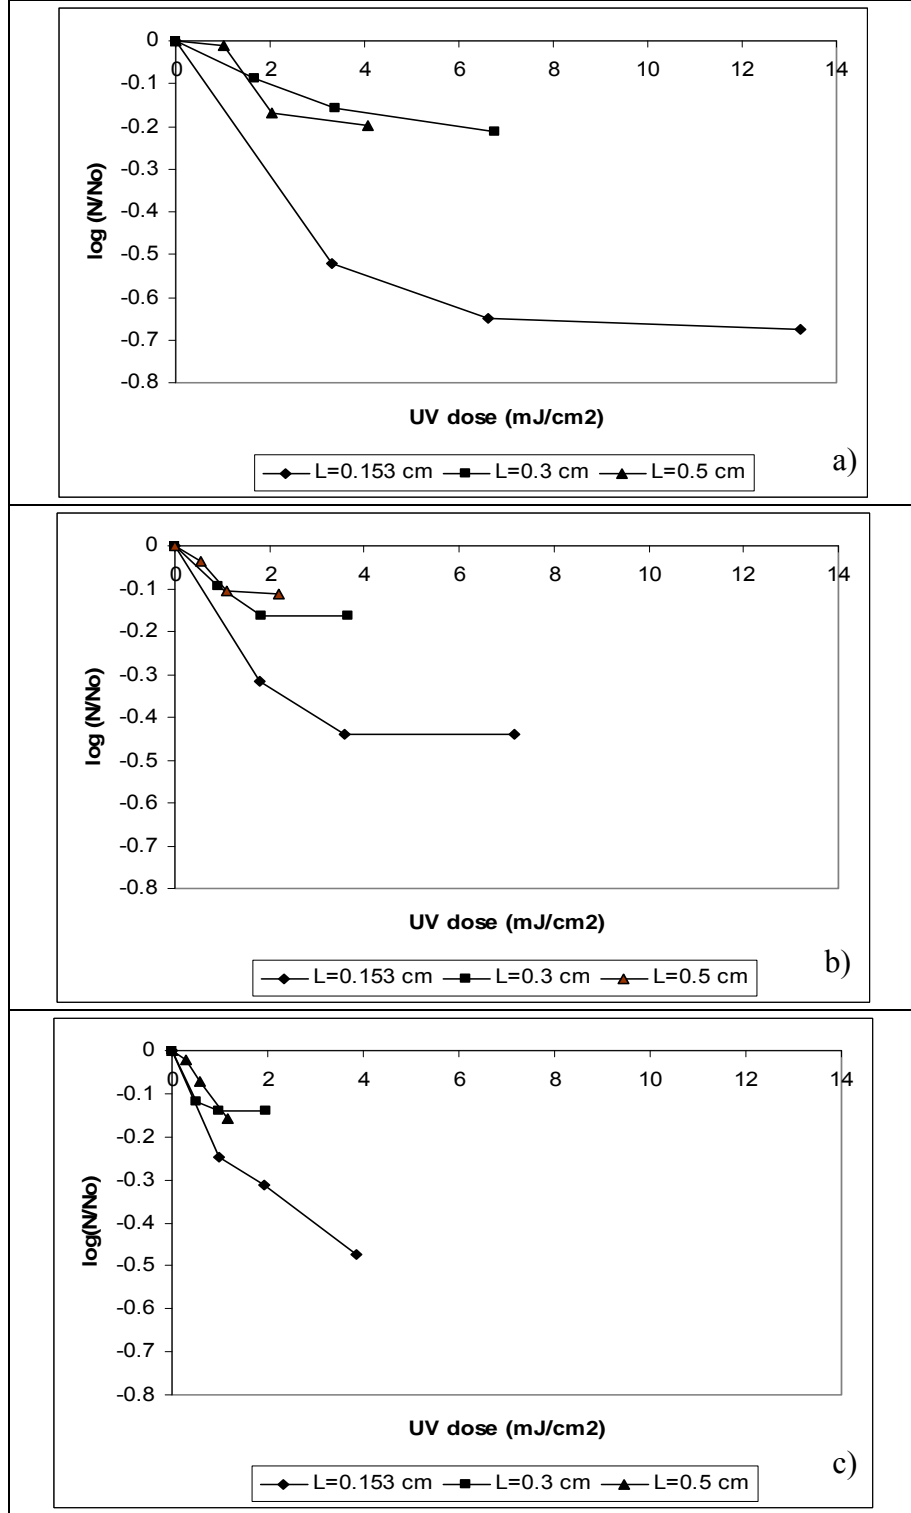 0
0 2 4 6 8 10 12 14
-0.1
-0.2
-0.3
-0.4
-0.5
-0.6
-0.7
-0.8
log (N/No)
UV dose (mJ/cm2)
L=0.153 cm L=0.3 cm L=0.5 cm
a)
0
0 2 4 6 8 10 12 14
-0.1
-0.2
-0.3
-0.4
-0.5
-0.6
-0.7
-0.8
log (N/No)
UV dose (mJ/cm2)
L=0.153 cm L=0.3 cm L=0.5 cm
b)
0
0 2 4 6 8 10 12 14
-0.1
-0.2
-0.3
-0.4
-0.5
-0.6
-0.7
-0.8
log(N/No)
UV dose (mJ/cm2)
L=0.153 cm L=0.3 cm L=0.5 cm
c)